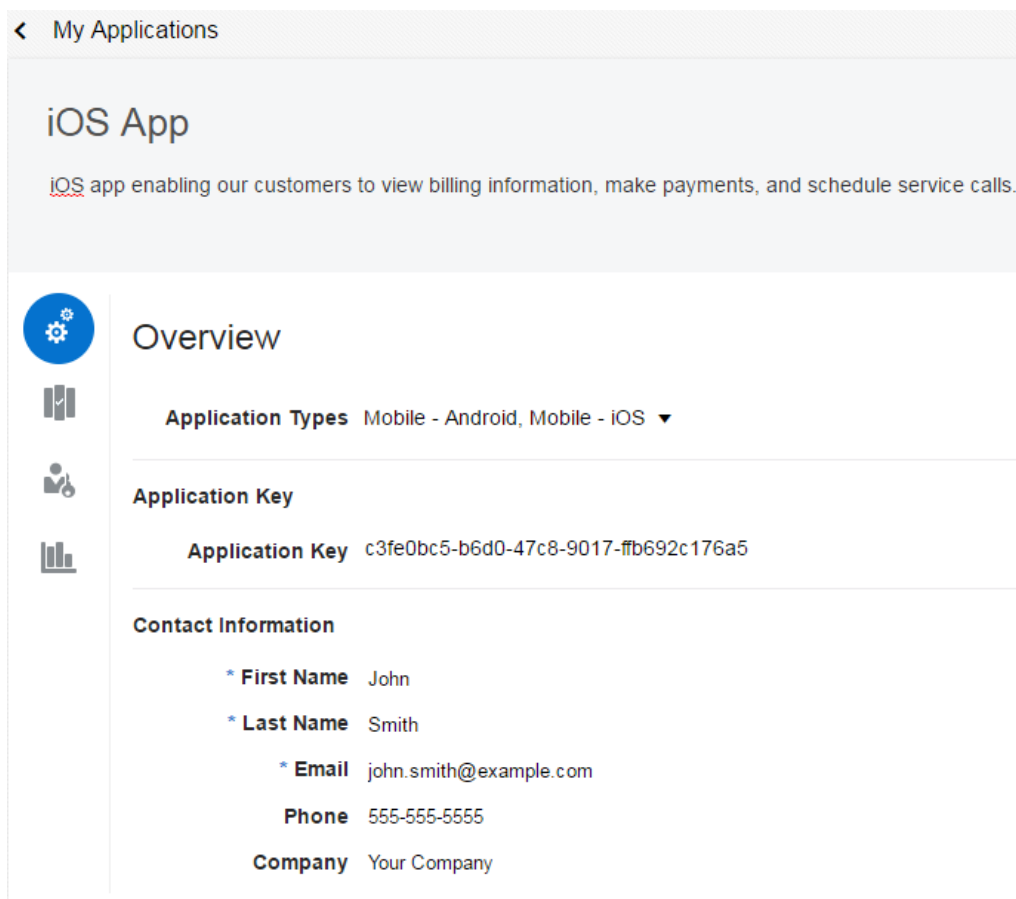 My Applications
iOS App
iOS app enabling our customers to view billing information, make payments, and schedule service calls.
Overview
Application Types Mobile - Android, Mobile - iOS
Application Key
Application Key c3fe0bc5-b6d0-47c8-9017-ffb692c176a5
Contact Information
* First Name John
* Last Name Smith
* Email john.smith@example.com
Phone 555-555-5555
Company Your Company